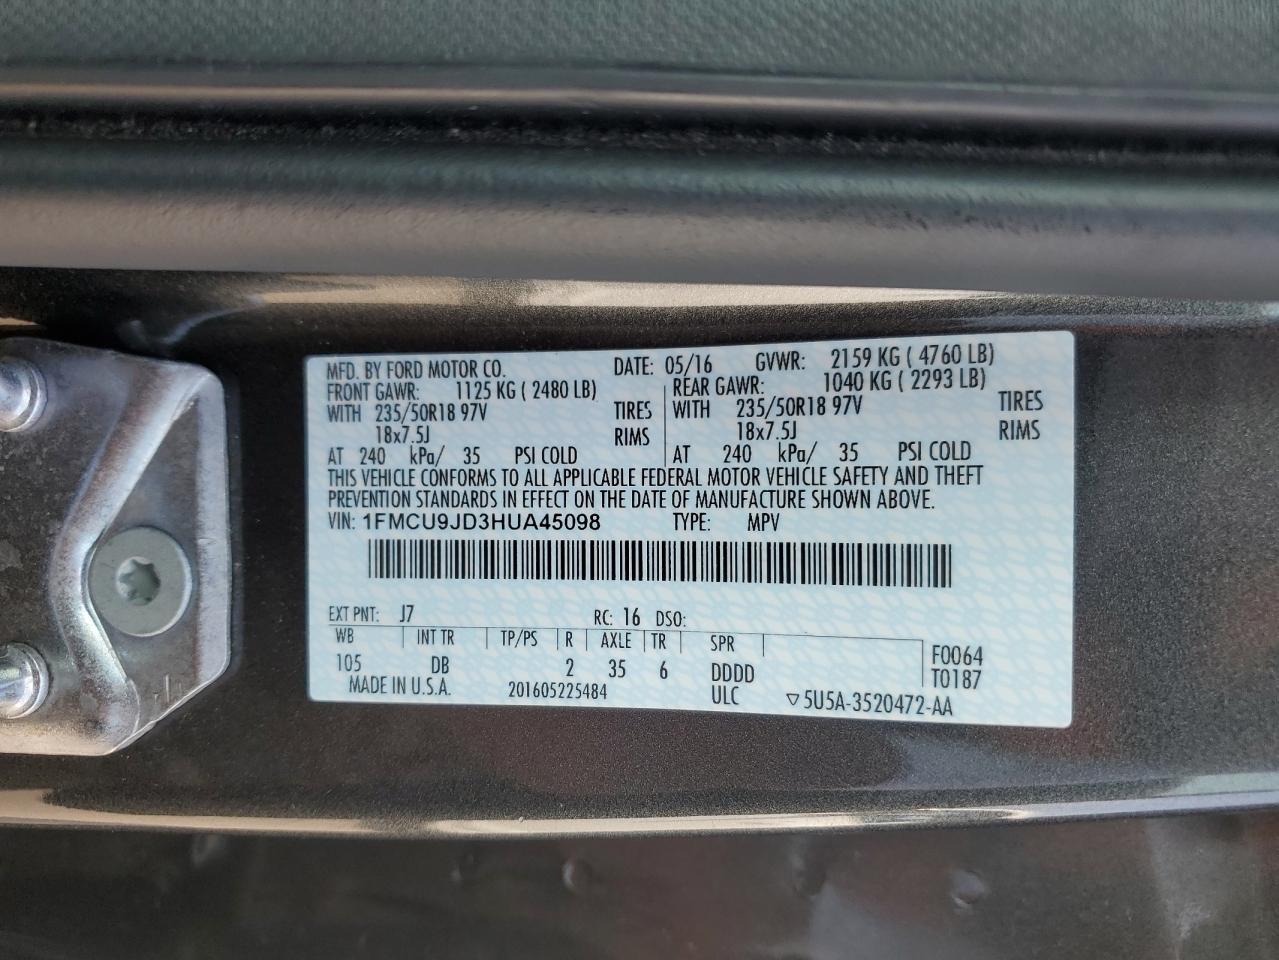 MFD. BY FORD MOTOR CO. DATE: 05/16 GVWR: 2159 KG ( 4760 LB)
FRONT GAWR: 1125 KG ( 2480 LB) REAR GAWR: 1040 KG ( 2293 LB)
WITH 235/50R18 97V TIRES WITH 235/50R18 97V TIRES
18x7.5J RIMS 18x7.5J RIMS
AT 240 kPa/ 35 PSI COLD AT 240 kPa/ 35 PSI COLD
THIS VEHICLE CONFORMS TO ALL APPLICABLE FEDERAL MOTOR VEHICLE SAFETY AND THEFT
PREVENTION STANDARDS IN EFFECT ON THE DATE OF MANUFACTURE SHOWN ABOVE.
VIN: 1FMCU9JD3HUA45098 TYPE: MPV
EXT PNT: J7 RC: 16 DSO:
WB INT TR TP/PS R AXLE TR SPR
105 DB 2 35 6 DDDD F0064
T0187
MADE IN U.S.A. 201605225484 ULC ▽5U5A-3520472-AA